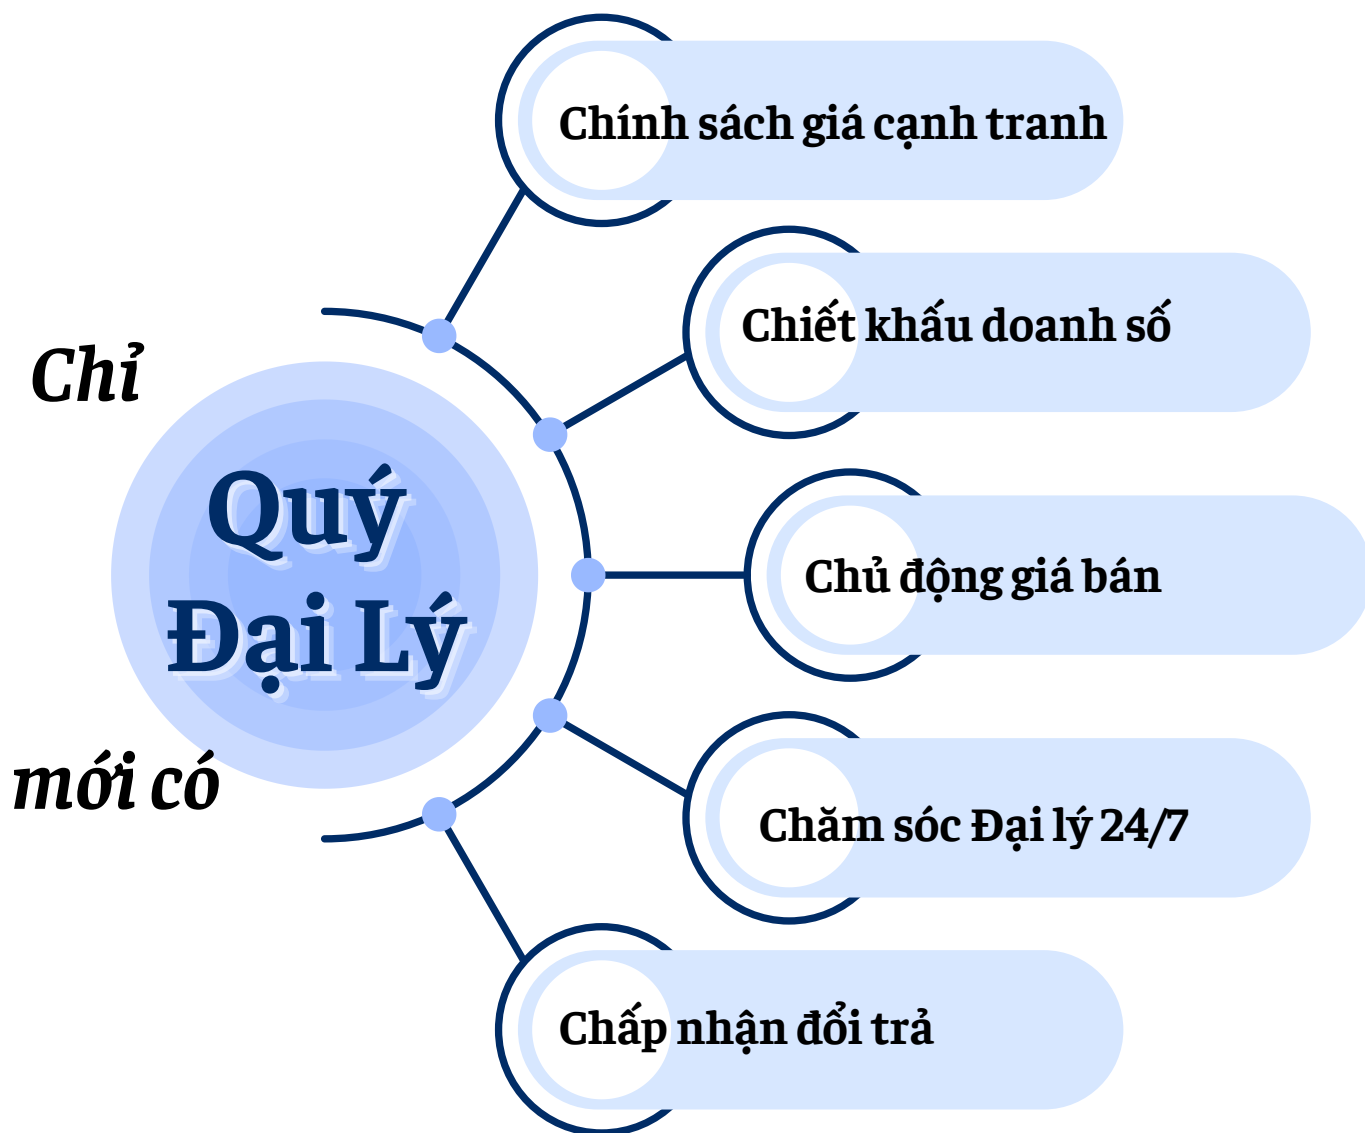 Chỉ
Quý
Đại Lý
mới có
Chính sách giá cạnh tranh
Chiết khấu doanh số
Chủ động giá bán
Chăm sóc Đại lý 24/7
Chấp nhận đổi trả